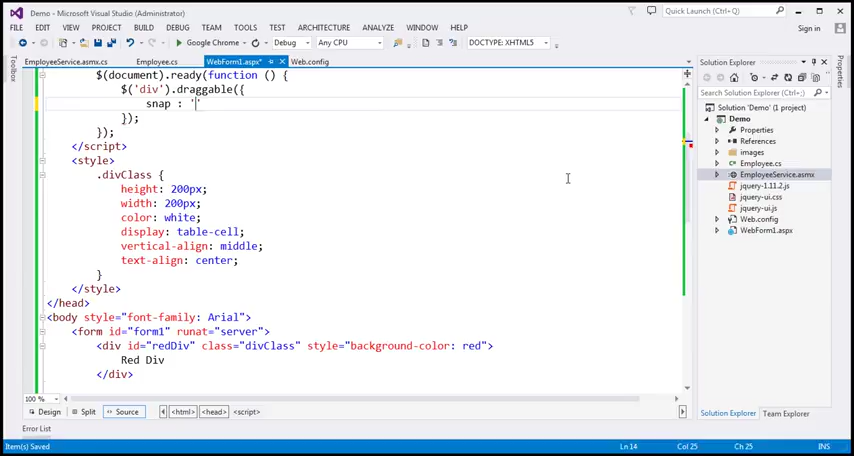 Demo - Microsoft Visual Studio (Administrator)
Quick Launch (Ctrl+Q)
FILE EDIT VIEW PROJECT BUILD DEBUG TEAM TOOLS TEST ARCHITECTURE ANALYZE WINDOW HELP
Sign in
Google Chrome Debug Any CPU DOCTYPE: XHTML5
Toolbox
EmployeeService.asmx.cs Employee.cs WebForm1.aspx* Web.config
$(document).ready(function () {
$('div').draggable({
snap : ''
});
});
</script>
<style>
.divClass {
height: 200px;
width: 200px;
color: white;
display: table-cell;
vertical-align: middle;
text-align: center;
}
</style>
</head>
<body style="font-family: Arial">
<form id="form1" runat="server">
<div id="redDiv" class="divClass" style="background-color: red">
Red Div
</div>
100 %
Design Split Source <html> <head> <script>
Error List
Item(s) Saved Ln 14 Col 25 Ch 25 INS
Solution Explorer
Search Solution Explorer (Ctrl+;)
Solution 'Demo' (1 project)
Demo
Properties
References
images
Employee.cs
EmployeeService.asmx
jquery-1.11.2.js
jquery-ui.css
jquery-ui.js
Web.config
WebForm1.aspx
Solution Explorer Team Explorer
Properties